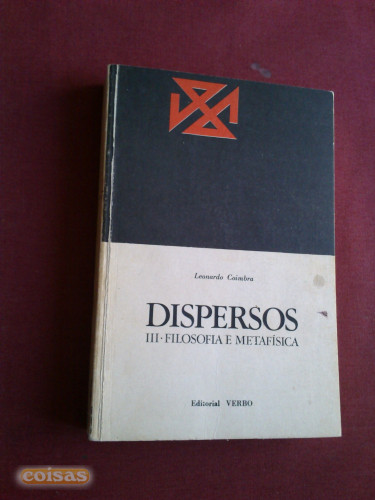 Leonardo Coimbra
DISPERSOS
III · FILOSOFIA E METAFÍSICA
Editorial VERBO
coisas